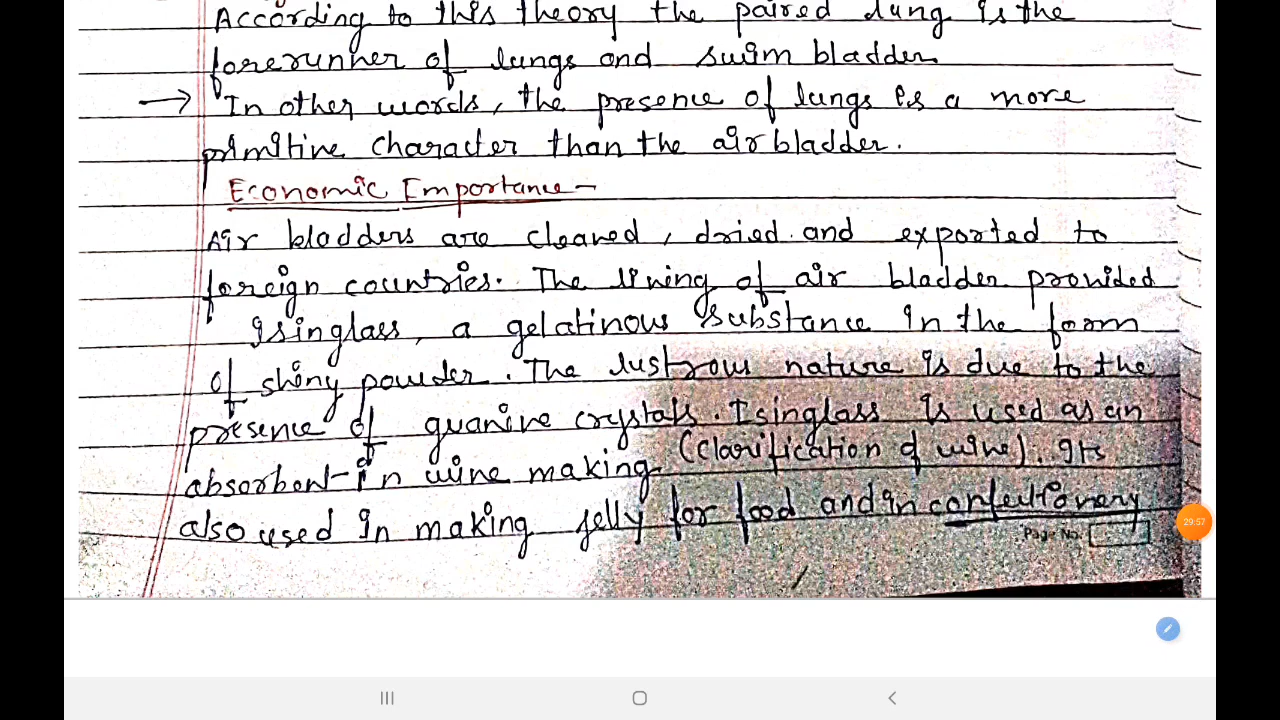 According to this theory the paired lung is the
forerunner of lungs and swim bladder.
→ In other words, the presence of lungs is a more
primitive character than the air bladder.
Economic Importance -
Air bladders are cleaned, dried and exported to
foreign countries. The lining of air bladder provided
Isinglass, a gelatinous substance in the form
of shiny powder. The lustrous nature is due to the
presence of guanine crystals. Isinglass is used as an
absorbent in wine making (clarification of wine). Its
also used in making jelly for food and in confectionery
Page No.
29:57